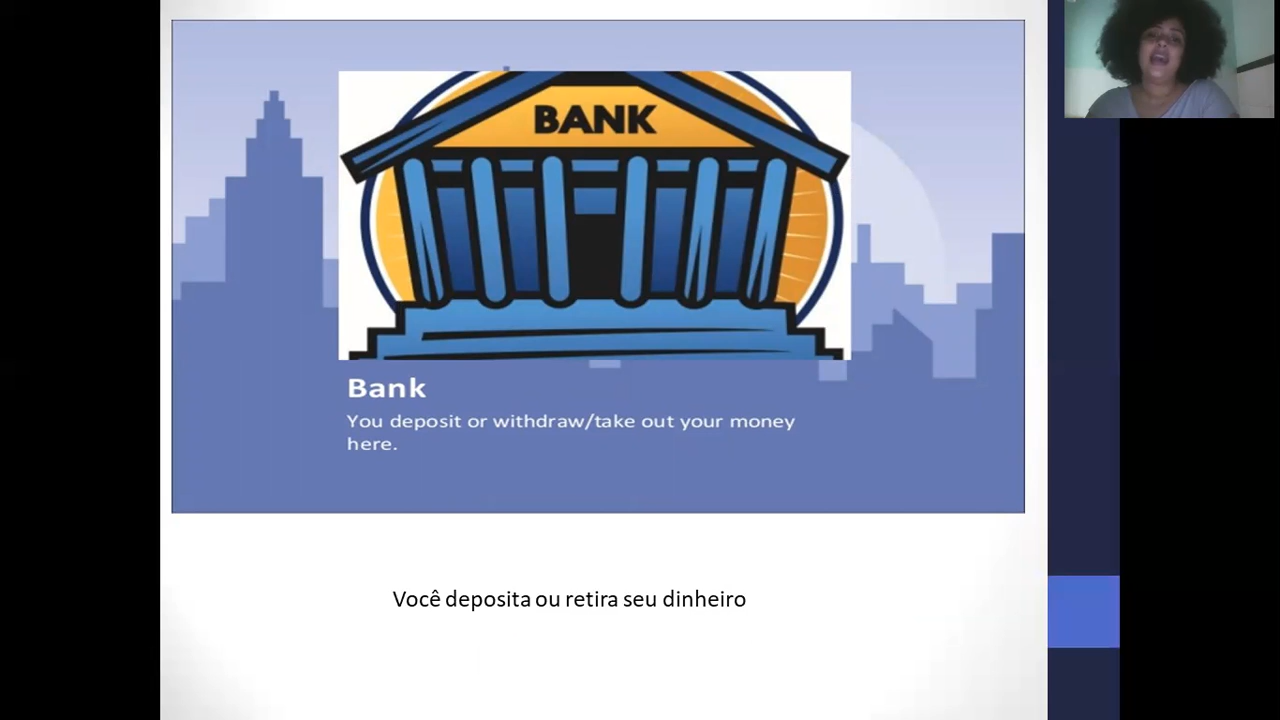 BANK
Bank
You deposit or withdraw/take out your money
here.
Você deposita ou retira seu dinheiro